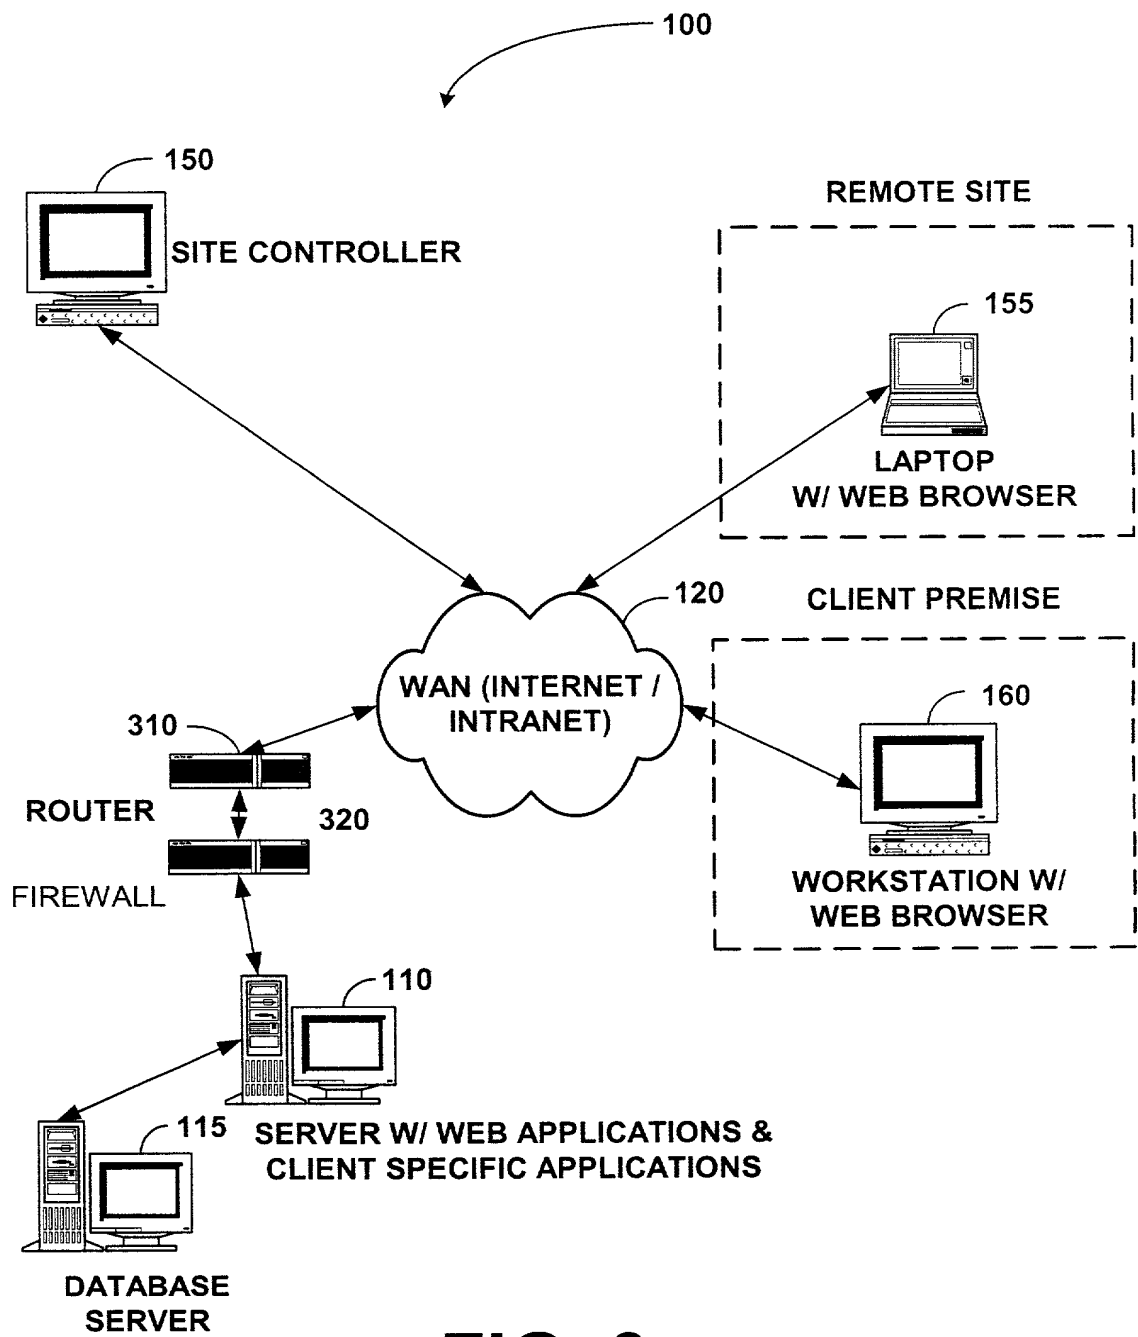 100
150
SITE CONTROLLER
REMOTE SITE
155
LAPTOP
W/ WEB BROWSER
120
CLIENT PREMISE
WAN (INTERNET /
INTRANET)
160
WORKSTATION W/
WEB BROWSER
310
ROUTER
320
FIREWALL
110
SERVER W/ WEB APPLICATIONS &
CLIENT SPECIFIC APPLICATIONS
115
DATABASE
SERVER